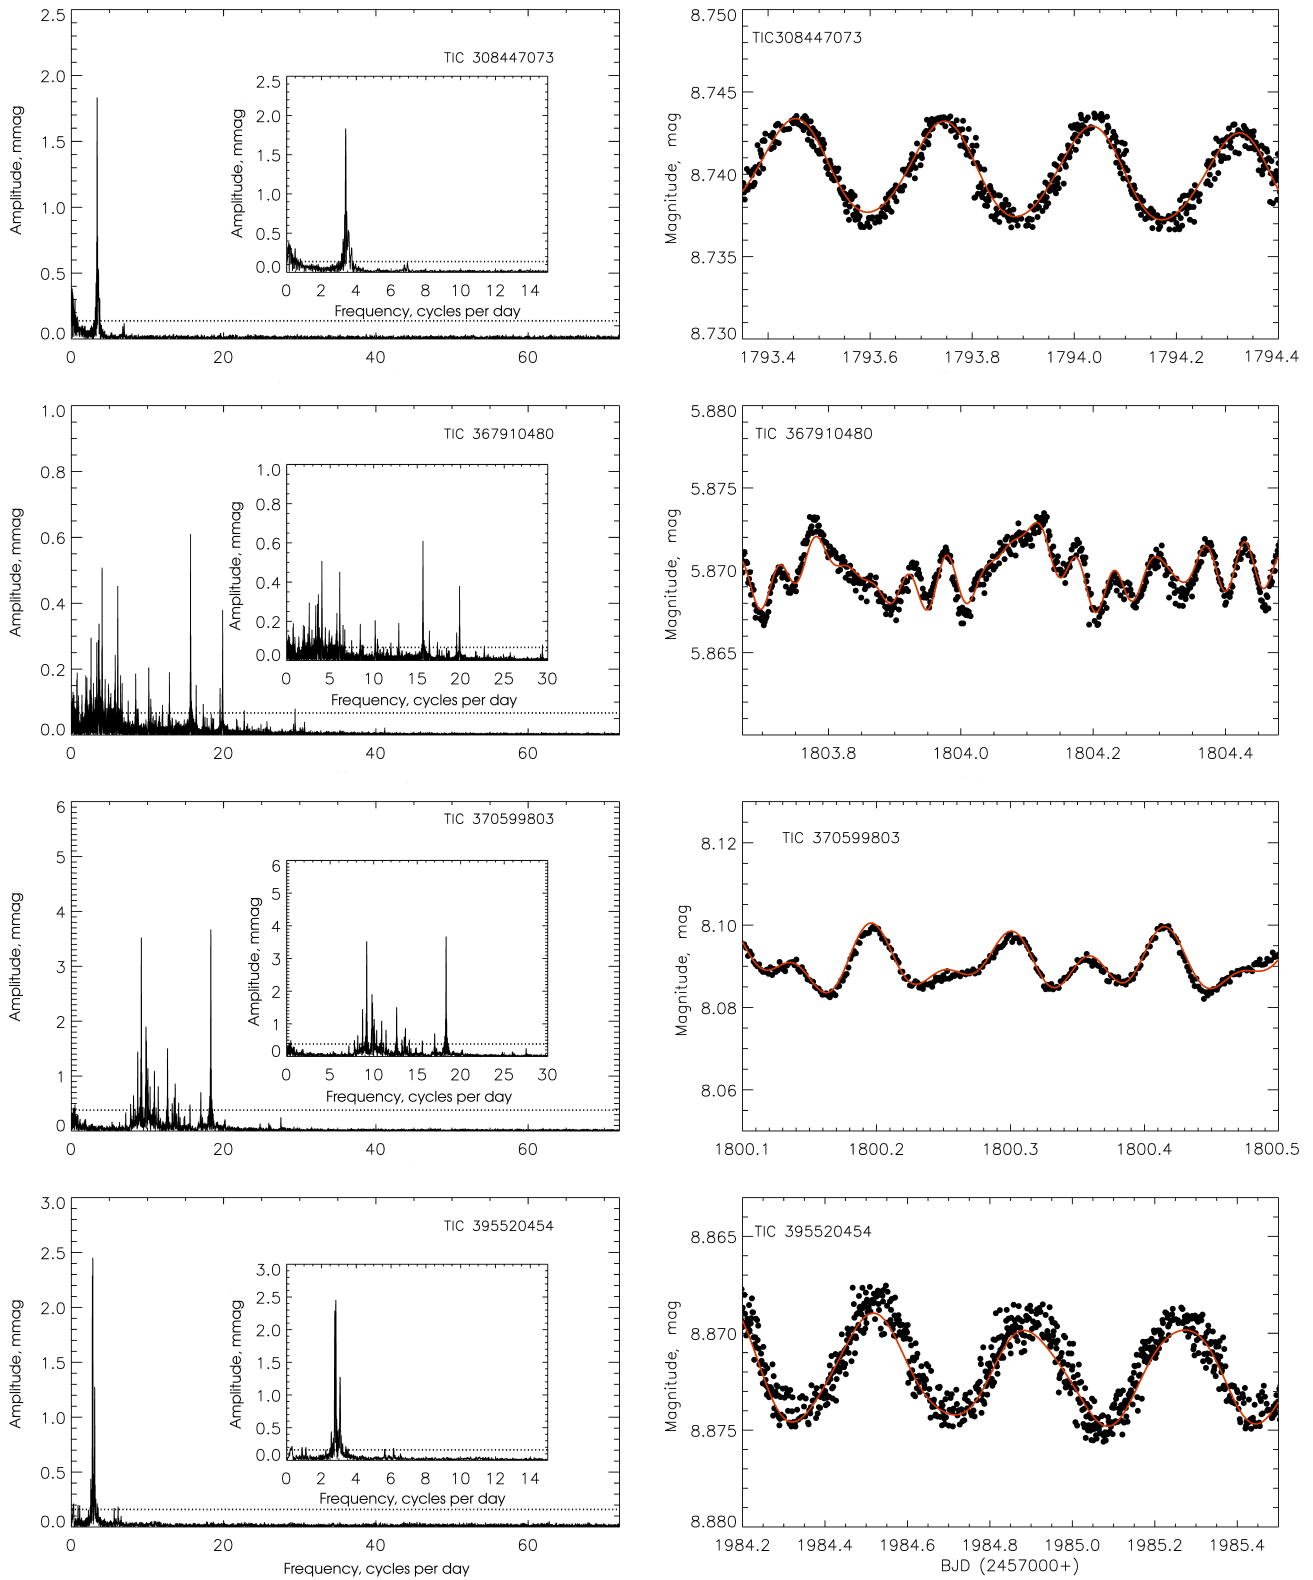 2.5
2.0
1.5
1.0
0.5
0.0
0 20 40 60
Amplitude, mmag
TIC 308447073
2.5
2.0
1.5
1.0
0.5
0.0
0 2 4 6 8 10 12 14
Amplitude, mmag
Frequency, cycles per day
8.750
8.745
8.740
8.735
8.730
1793.4 1793.6 1793.8 1794.0 1794.2 1794.4
Magnitude, mag
TIC308447073
1.0
0.8
0.6
0.4
0.2
0.0
0 20 40 60
Amplitude, mmag
TIC 367910480
1.0
0.8
0.6
0.4
0.2
0.0
0 5 10 15 20 25 30
Amplitude, mmag
Frequency, cycles per day
5.880
5.875
5.870
5.865
1803.8 1804.0 1804.2 1804.4
Magnitude, mag
TIC 367910480
6
5
4
3
2
1
0
0 20 40 60
Amplitude, mmag
TIC 370599803
6
5
4
3
2
1
0
0 5 10 15 20 25 30
Amplitude, mmag
Frequency, cycles per day
8.12
8.10
8.08
8.06
1800.1 1800.2 1800.3 1800.4 1800.5
Magnitude, mag
TIC 370599803
3.0
2.5
2.0
1.5
1.0
0.5
0.0
0 20 40 60
Amplitude, mmag
Frequency, cycles per day
TIC 395520454
3.0
2.5
2.0
1.5
1.0
0.5
0.0
0 2 4 6 8 10 12 14
Amplitude, mmag
Frequency, cycles per day
8.865
8.870
8.875
8.880
1984.2 1984.4 1984.6 1984.8 1985.0 1985.2 1985.4
Magnitude, mag
BJD (2457000+)
TIC 395520454